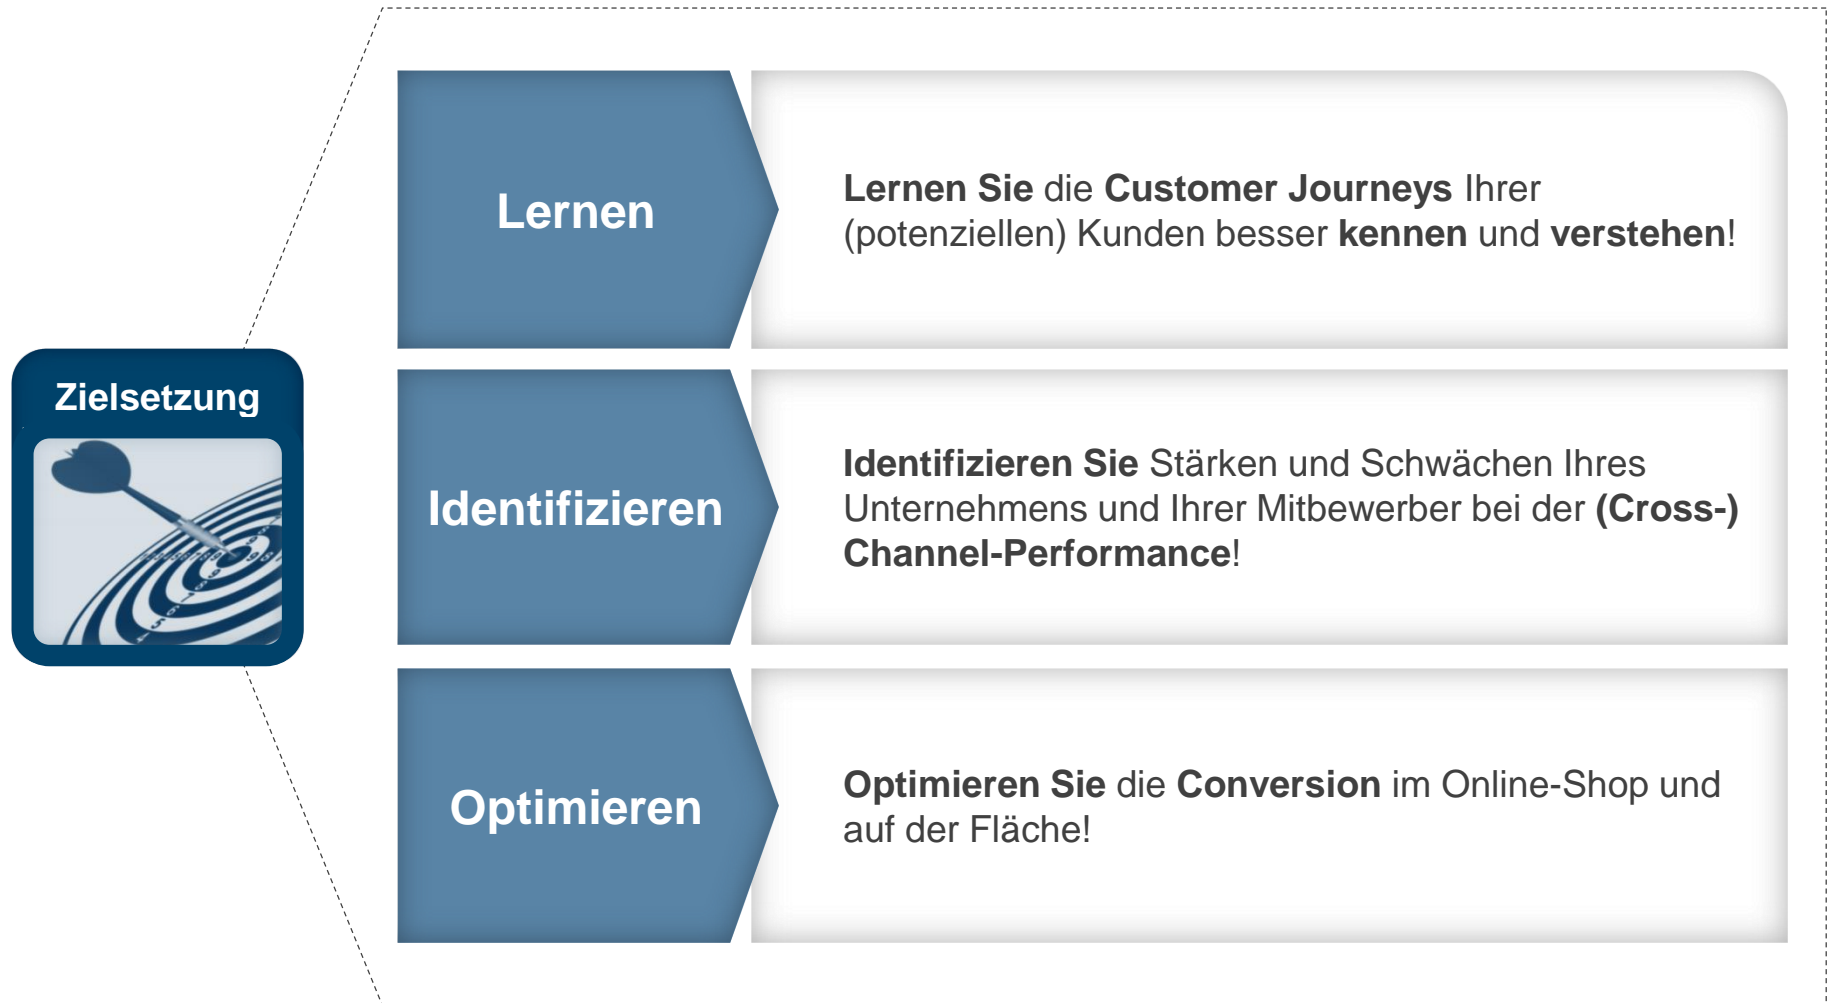 Zielsetzung
Lernen
Lernen Sie die Customer Journeys Ihrer
(potenziellen) Kunden besser kennen und verstehen!
Identifizieren
Identifizieren Sie Stärken und Schwächen Ihres
Unternehmens und Ihrer Mitbewerber bei der (Cross-)
Channel-Performance!
Optimieren
Optimieren Sie die Conversion im Online-Shop und
auf der Fläche!